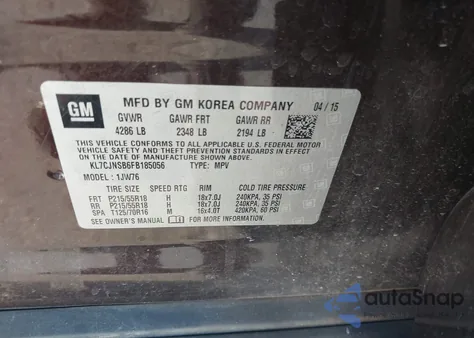 GM
MFD BY GM KOREA COMPANY 04 / 15
GVWR GAWR FRT GAWR RR
4286 LB 2348 LB 2194 LB
THIS VEHICLE CONFORMS TO ALL APPLICABLE U.S. FEDERAL MOTOR
VEHICLE SAFETY, BUMPER, AND THEFT PREVENTION STANDARDS IN
EFFECT ON THE DATE OF MANUFACTURE SHOWN ABOVE.
KL7CJNSB6FB185056 TYPE: MPV
MODEL: 1JW76
TIRE SIZE SPEED RTG RIM COLD TIRE PRESSURE
FRT P215/55R18 H 18x7.0J 240KPA, 35 PSI
RR P215/55R18 H 18x7.0J 240KPA, 35 PSI
SPA T125/70R16 M 16x4.0T 420KPA, 60 PSI
SEE OWNER'S MANUAL FOR MORE INFORMATION.
autoSnap